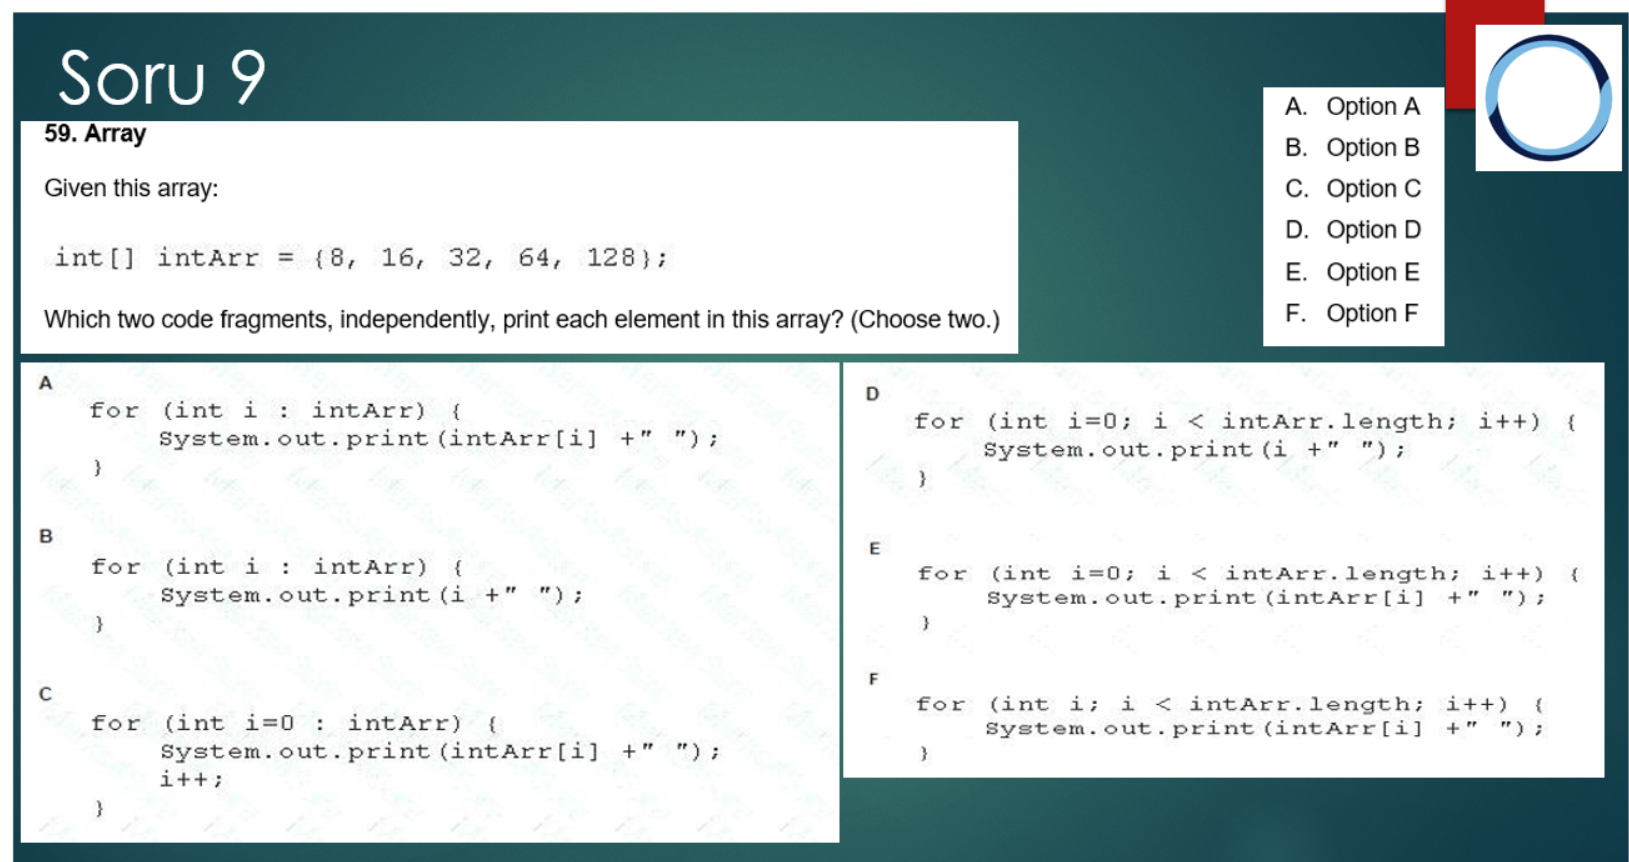 Soru 9
59. Array
Given this array:
int[] intArr = {8, 16, 32, 64, 128};
Which two code fragments, independently, print each element in this array? (Choose two.)
A. Option A
B. Option B
C. Option C
D. Option D
E. Option E
F. Option F
A
for (int i : intArr) {
System.out.print(intArr[i] +" ");
}
B
for (int i : intArr) {
System.out.print(i +" ");
}
C
for (int i=0 : intArr) {
System.out.print(intArr[i] +" ");
i++;
}
D
for (int i=0; i < intArr.length; i++) {
System.out.print(i +" ");
}
E
for (int i=0; i < intArr.length; i++) {
System.out.print(intArr[i] +" ");
}
F
for (int i; i < intArr.length; i++) {
System.out.print(intArr[i] +" ");
}